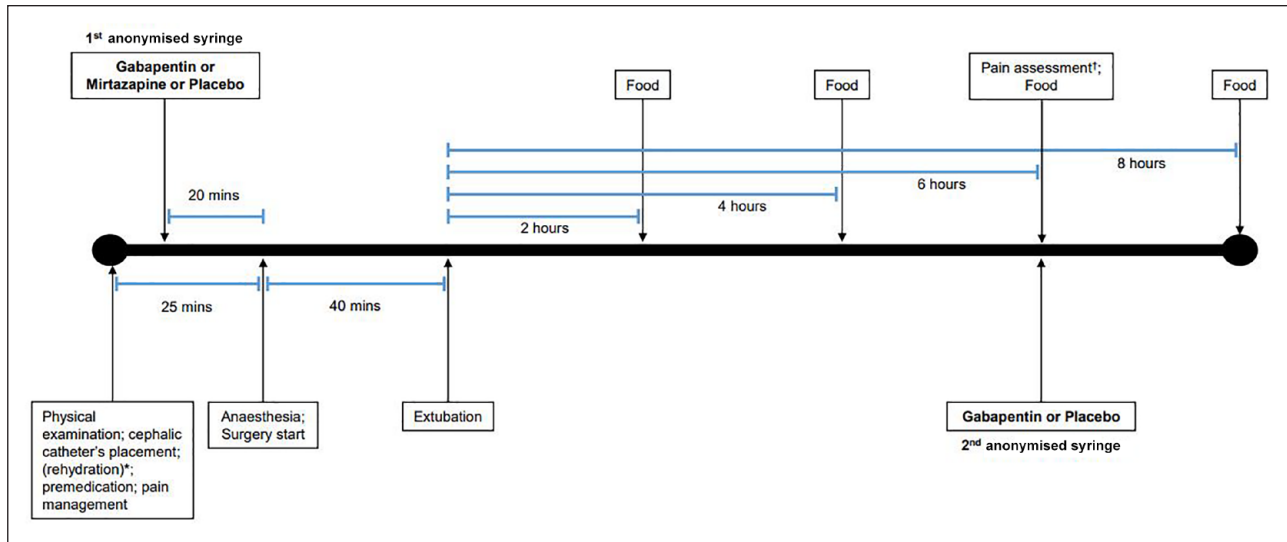 1st anonymised syringe
Gabapentin or
Mirtazapine or Placebo
Food
Food
Pain assessment†;
Food
Food
8 hours
6 hours
20 mins
4 hours
2 hours
25 mins
40 mins
Physical
examination; cephalic
catheter's placement;
(rehydration)*;
premedication; pain
management
Anaesthesia;
Surgery start
Extubation
Gabapentin or Placebo
2nd anonymised syringe